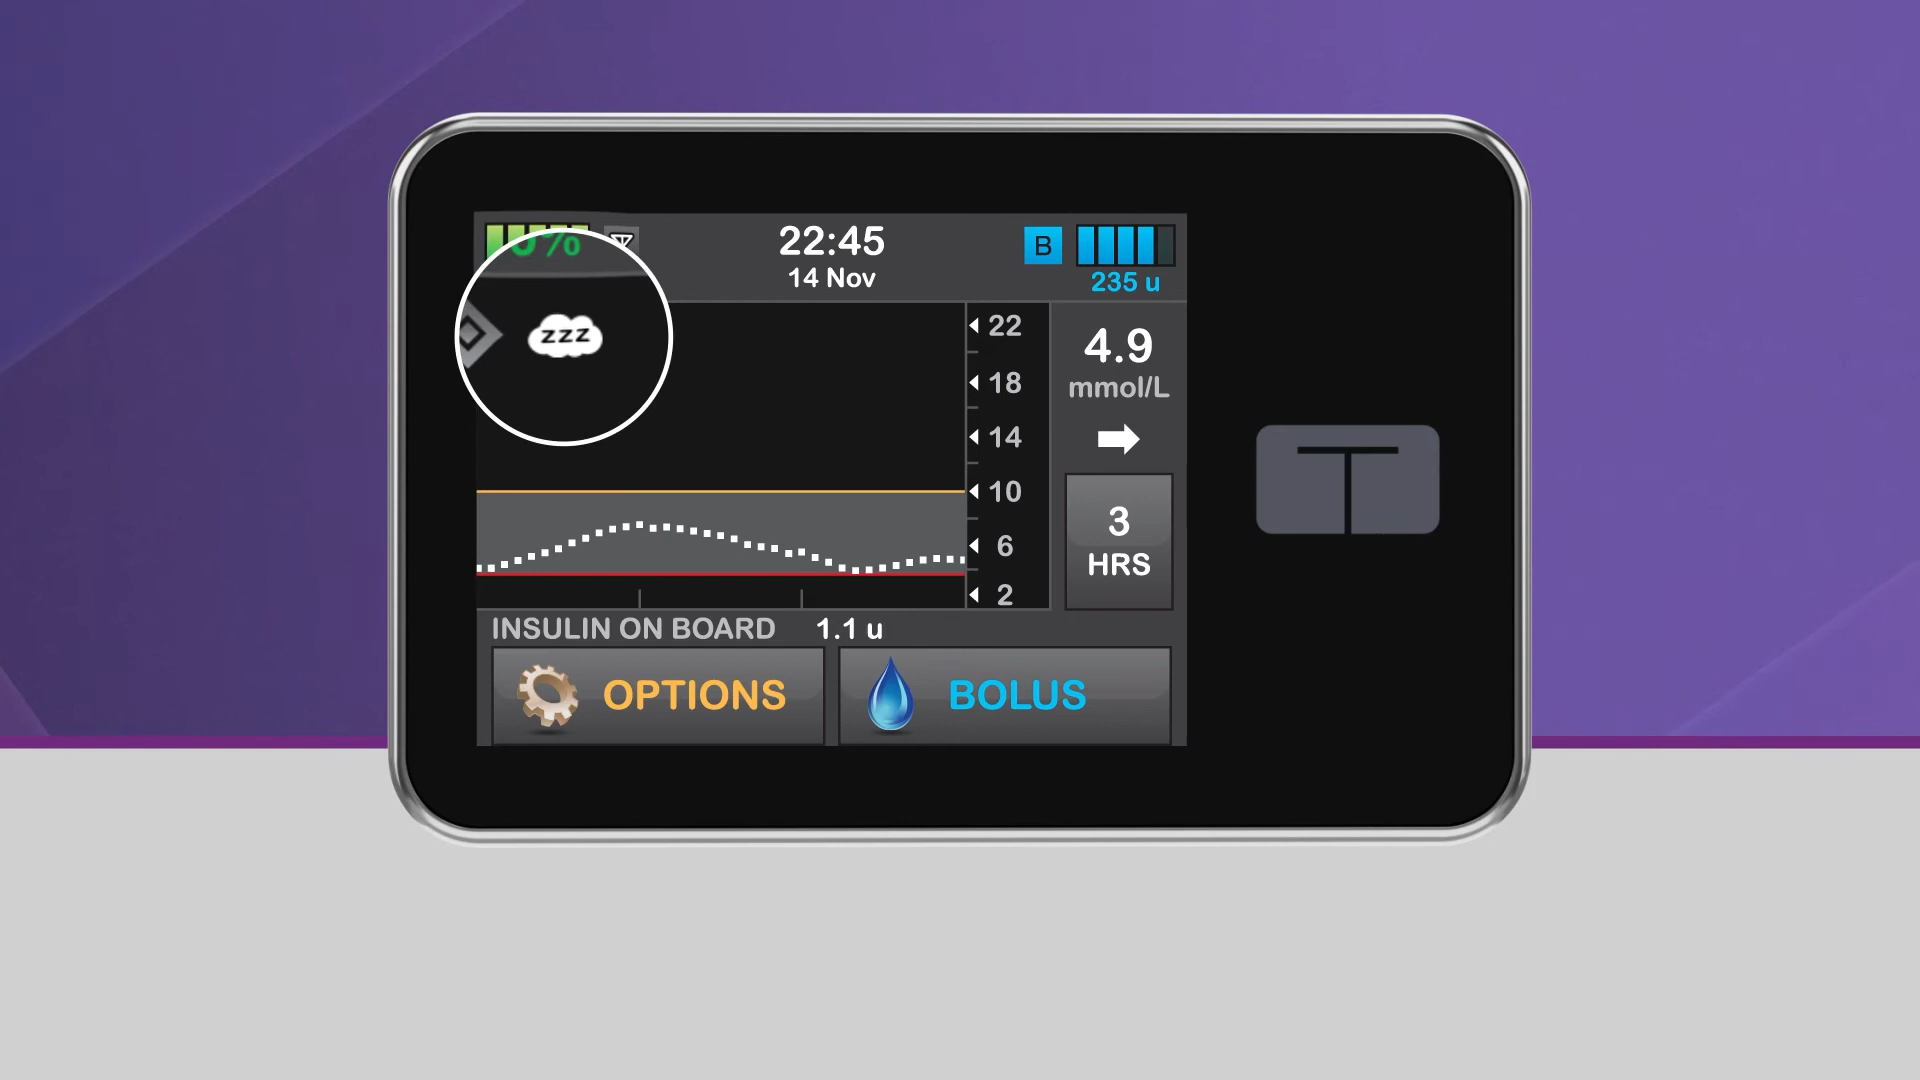 0%
22:45
14 Nov
B
235 u
zzz
22
18
14
10
6
2
4.9
mmol/L
3
HRS
INSULIN ON BOARD 1.1 u
OPTIONS
BOLUS